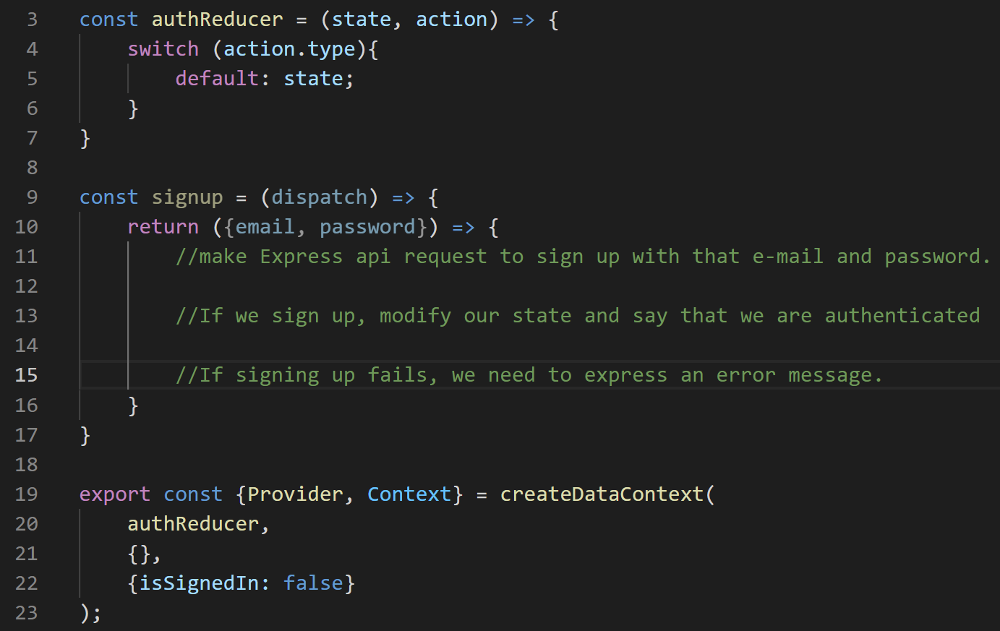 3 const authReducer = (state, action) => {
4 switch (action.type){
5 default: state;
6 }
7 }
8
9 const signup = (dispatch) => {
10 return ({email, password}) => {
11 //make Express api request to sign up with that e-mail and password.
12
13 //If we sign up, modify our state and say that we are authenticated
14
15 //If signing up fails, we need to express an error message.
16 }
17 }
18
19 export const {Provider, Context} = createDataContext(
20 authReducer,
21 {},
22 {isSignedIn: false}
23 );